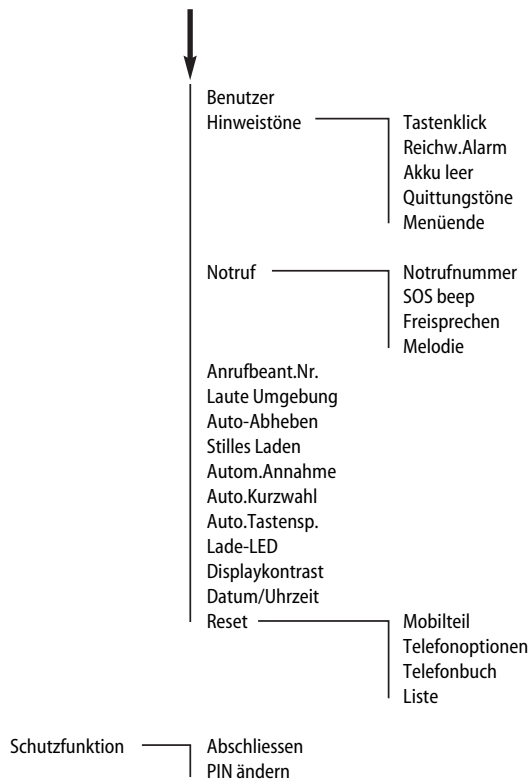 Benutzer
Hinweistöne
Tastenklick
Reichw.Alarm
Akku leer
Quittungstöne
Menüende
Notruf
Notrufnummer
SOS beep
Freisprechen
Melodie
Anrufbeant.Nr.
Laute Umgebung
Auto-Abheben
Stilles Laden
Autom.Annahme
Auto.Kurzwahl
Auto.Tastensp.
Lade-LED
Displaykontrast
Datum/Uhrzeit
Reset
Mobilteil
Telefonoptionen
Telefonbuch
Liste
Schutzfunktion
Abschliessen
PIN ändern